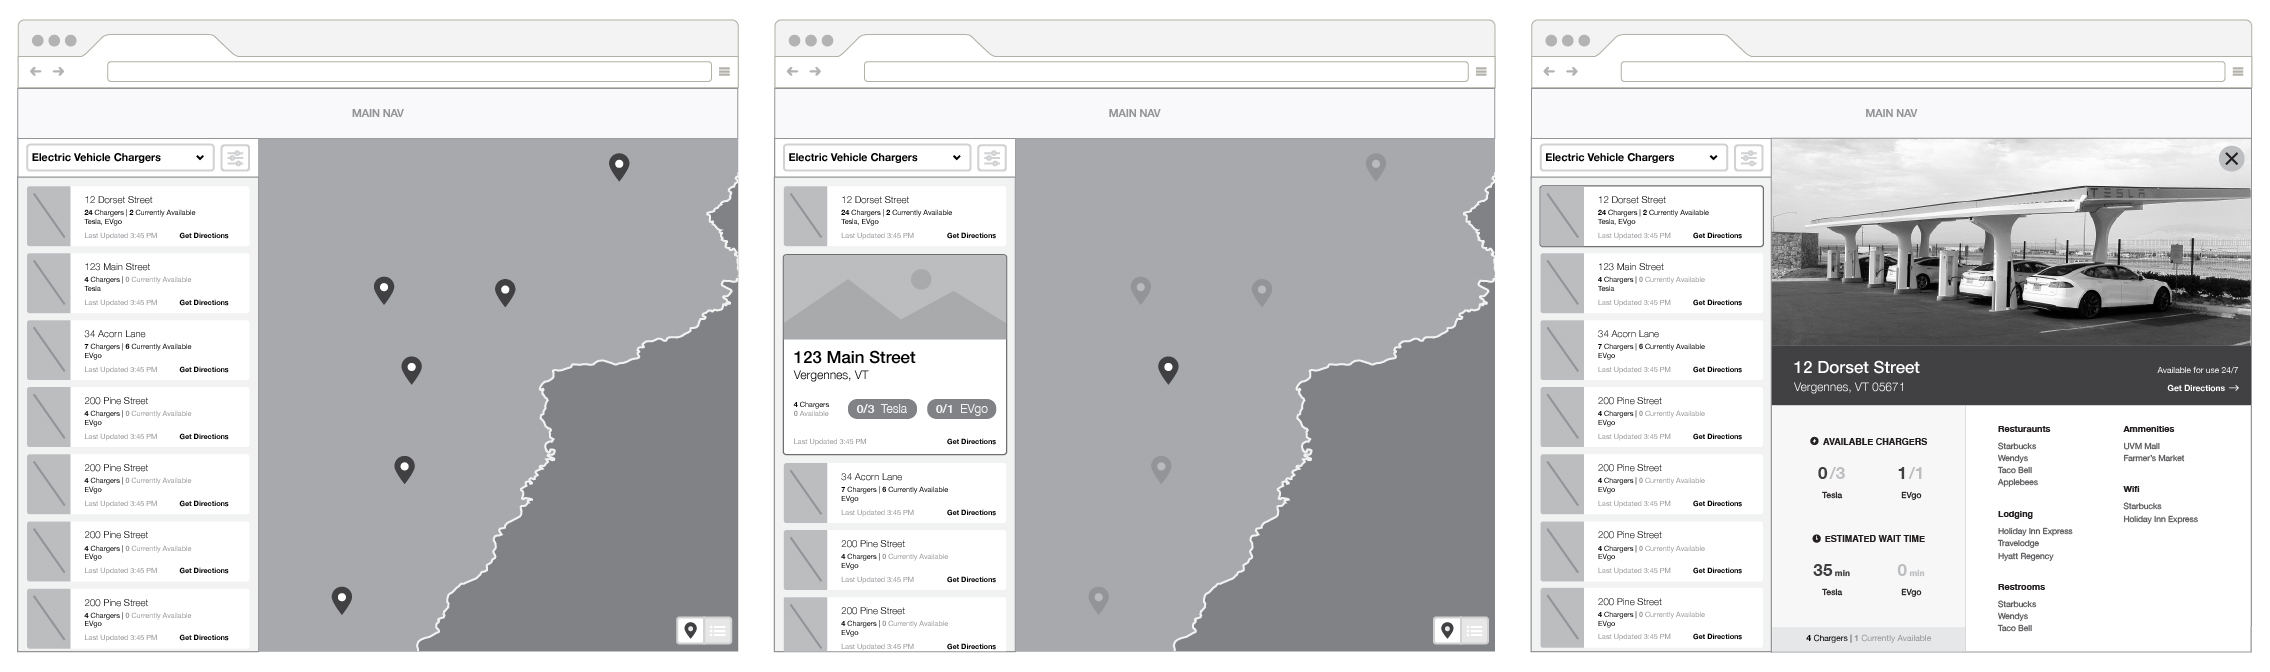 MAIN NAV
Electric Vehicle Chargers
12 Dorset Street
24 Chargers | 2 Currently Available
Tesla, EVgo
Last Updated 3:45 PM Get Directions
123 Main Street
4 Chargers | 0 Currently Available
Tesla
Last Updated 3:45 PM Get Directions
34 Acorn Lane
7 Chargers | 6 Currently Available
EVgo
Last Updated 3:45 PM Get Directions
200 Pine Street
4 Chargers | 0 Currently Available
EVgo
Last Updated 3:45 PM Get Directions
200 Pine Street
4 Chargers | 0 Currently Available
EVgo
Last Updated 3:45 PM Get Directions
200 Pine Street
4 Chargers | 0 Currently Available
EVgo
Last Updated 3:45 PM Get Directions
200 Pine Street
4 Chargers | 0 Currently Available
EVgo
Last Updated 3:45 PM Get Directions
MAIN NAV
Electric Vehicle Chargers
12 Dorset Street
24 Chargers | 2 Currently Available
Tesla, EVgo
Last Updated 3:45 PM Get Directions
123 Main Street
Vergennes, VT
4 Chargers
0 Available
0/3 Tesla
0/1 EVgo
Last Updated 3:45 PM Get Directions
34 Acorn Lane
7 Chargers | 6 Currently Available
EVgo
Last Updated 3:45 PM Get Directions
200 Pine Street
4 Chargers | 0 Currently Available
EVgo
Last Updated 3:45 PM Get Directions
200 Pine Street
4 Chargers | 0 Currently Available
EVgo
Last Updated 3:45 PM Get Directions
MAIN NAV
Electric Vehicle Chargers
12 Dorset Street
24 Chargers | 2 Currently Available
Tesla, EVgo
Last Updated 3:45 PM Get Directions
123 Main Street
4 Chargers | 0 Currently Available
Tesla
Last Updated 3:45 PM Get Directions
34 Acorn Lane
7 Chargers | 6 Currently Available
EVgo
Last Updated 3:45 PM Get Directions
200 Pine Street
4 Chargers | 0 Currently Available
EVgo
Last Updated 3:45 PM Get Directions
200 Pine Street
4 Chargers | 0 Currently Available
EVgo
Last Updated 3:45 PM Get Directions
200 Pine Street
4 Chargers | 0 Currently Available
EVgo
Last Updated 3:45 PM Get Directions
200 Pine Street
4 Chargers | 0 Currently Available
EVgo
Last Updated 3:45 PM Get Directions
TESLA
12 Dorset Street
Vergennes, VT 05671
Available for use 24/7
Get Directions →
AVAILABLE CHARGERS
0/3 1/1
Tesla EVgo
ESTIMATED WAIT TIME
35 min 0 min
Tesla EVgo
4 Chargers | 1 Currently Available
Resturaunts
Starbucks
Wendys
Taco Bell
Applebees
Lodging
Holiday Inn Express
Travelodge
Hyatt Regency
Restrooms
Starbucks
Wendys
Taco Bell
Ammenities
UVM Mall
Farmer's Market
Wifi
Starbucks
Holiday Inn Express